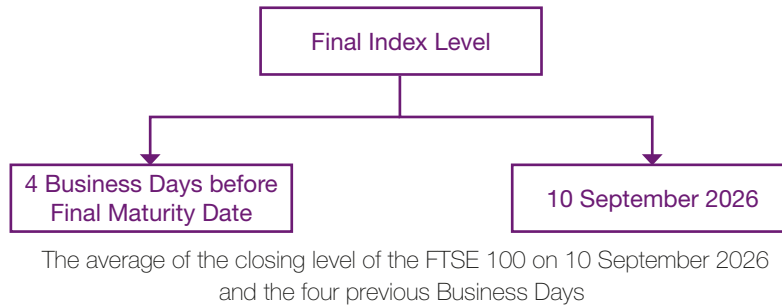 Final Index Level
4 Business Days before
Final Maturity Date
10 September 2026
The average of the closing level of the FTSE 100 on 10 September 2026
and the four previous Business Days